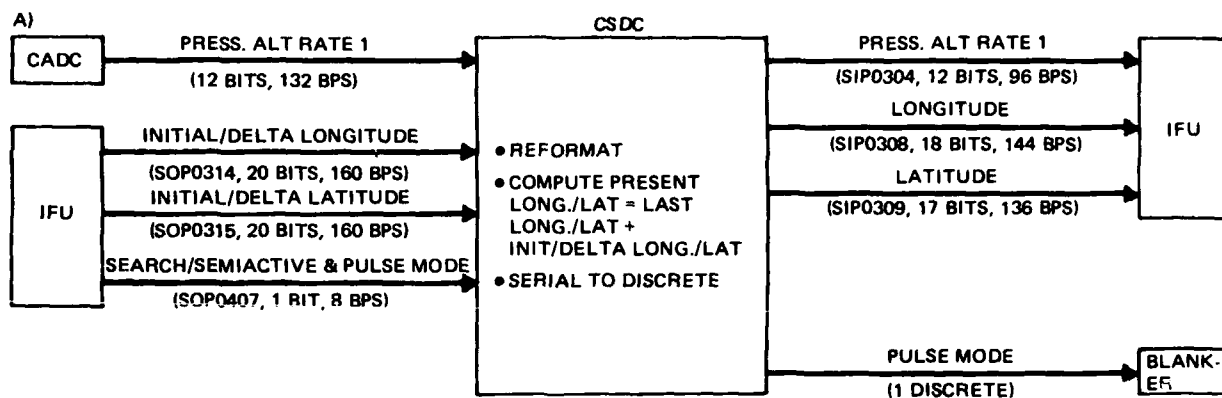 A)
CSDC
CADC
PRESS. ALT RATE 1
(12 BITS, 132 BPS)
IFU
INITIAL/DELTA LONGITUDE
(SOP0314, 20 BITS, 160 BPS)
INITIAL/DELTA LATITUDE
(SOP0315, 20 BITS, 160 BPS)
SEARCH/SEMIACTIVE & PULSE MODE
(SOP0407, 1 BIT, 8 BPS)
• REFORMAT
• COMPUTE PRESENT
LONG./LAT = LAST
LONG./LAT +
INIT/DELTA LONG./LAT
• SERIAL TO DISCRETE
PRESS. ALT RATE 1
(SIP0304, 12 BITS, 96 BPS)
LONGITUDE
(SIP0308, 18 BITS, 144 BPS)
LATITUDE
(SIP0309, 17 BITS, 136 BPS)
IFU
PULSE MODE
(1 DISCRETE)
BLANK-
ER